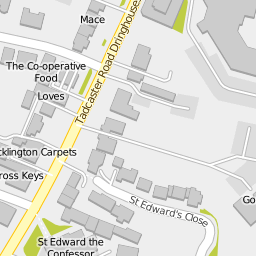 Mace
Tadcaster Road Dringhouse
The Co-operative
Food
Loves
cklington Carpets
ross Keys
St Edward's Close
Go
St Edward the
Confessor